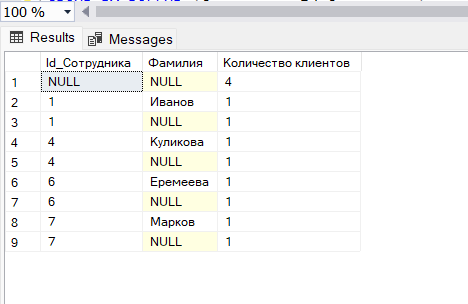 100 %
Results Messages
Id_Сотрудника Фамилия Количество клиентов
1 NULL NULL 4
2 1 Иванов 1
3 1 NULL 1
4 4 Куликова 1
5 4 NULL 1
6 6 Еремеева 1
7 6 NULL 1
8 7 Марков 1
9 7 NULL 1